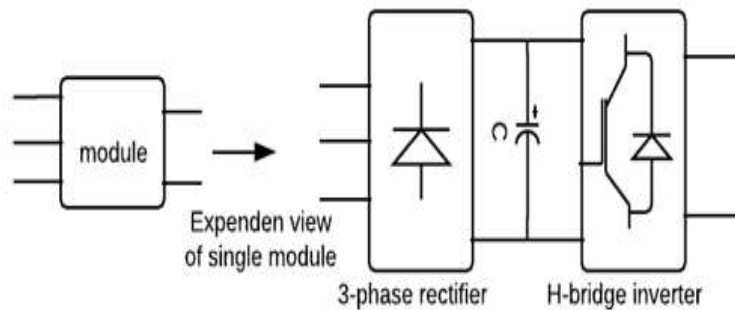 module
Expenden view
of single module
C
3-phase rectifier
H-bridge inverter